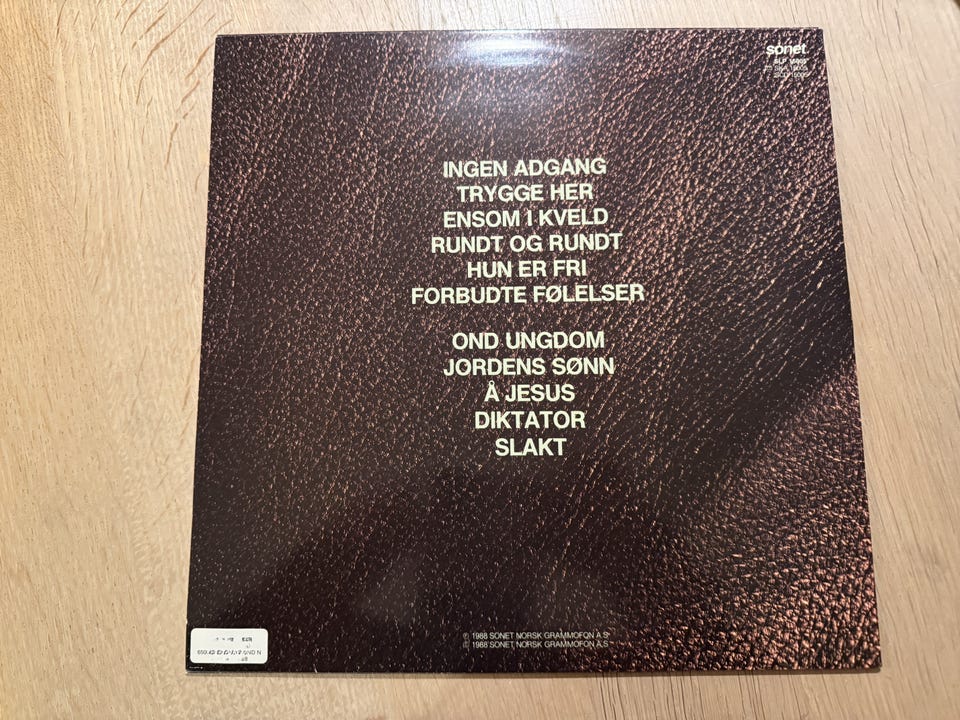 sonet
INGEN ADGANG
TRYGGE HER
ENSOM I KVELD
RUNDT OG RUNDT
HUN ER FRI
FORBUDTE FØLELSER
OND UNGDOM
JORDENS SØNN
Å JESUS
DIKTATOR
SLAKT
℗ 1988 SONET NORSK GRAMMOFON A.S
© 1988 SONET NORSK GRAMMOFON A.S